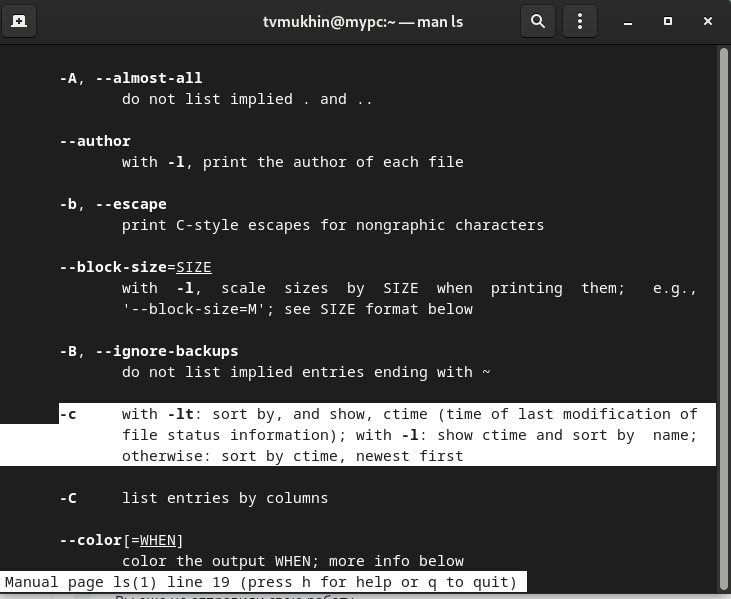 tvmukhin@mypc:~ — man ls
-A, --almost-all
do not list implied . and ..
--author
with -l, print the author of each file
-b, --escape
print C-style escapes for nongraphic characters
--block-size=SIZE
with -l, scale sizes by SIZE when printing them; e.g.,
'--block-size=M'; see SIZE format below
-B, --ignore-backups
do not list implied entries ending with ~
-c with -lt: sort by, and show, ctime (time of last modification of
file status information); with -l: show ctime and sort by name;
otherwise: sort by ctime, newest first
-C list entries by columns
--color[=WHEN]
color the output WHEN; more info below
Manual page ls(1) line 19 (press h for help or q to quit)